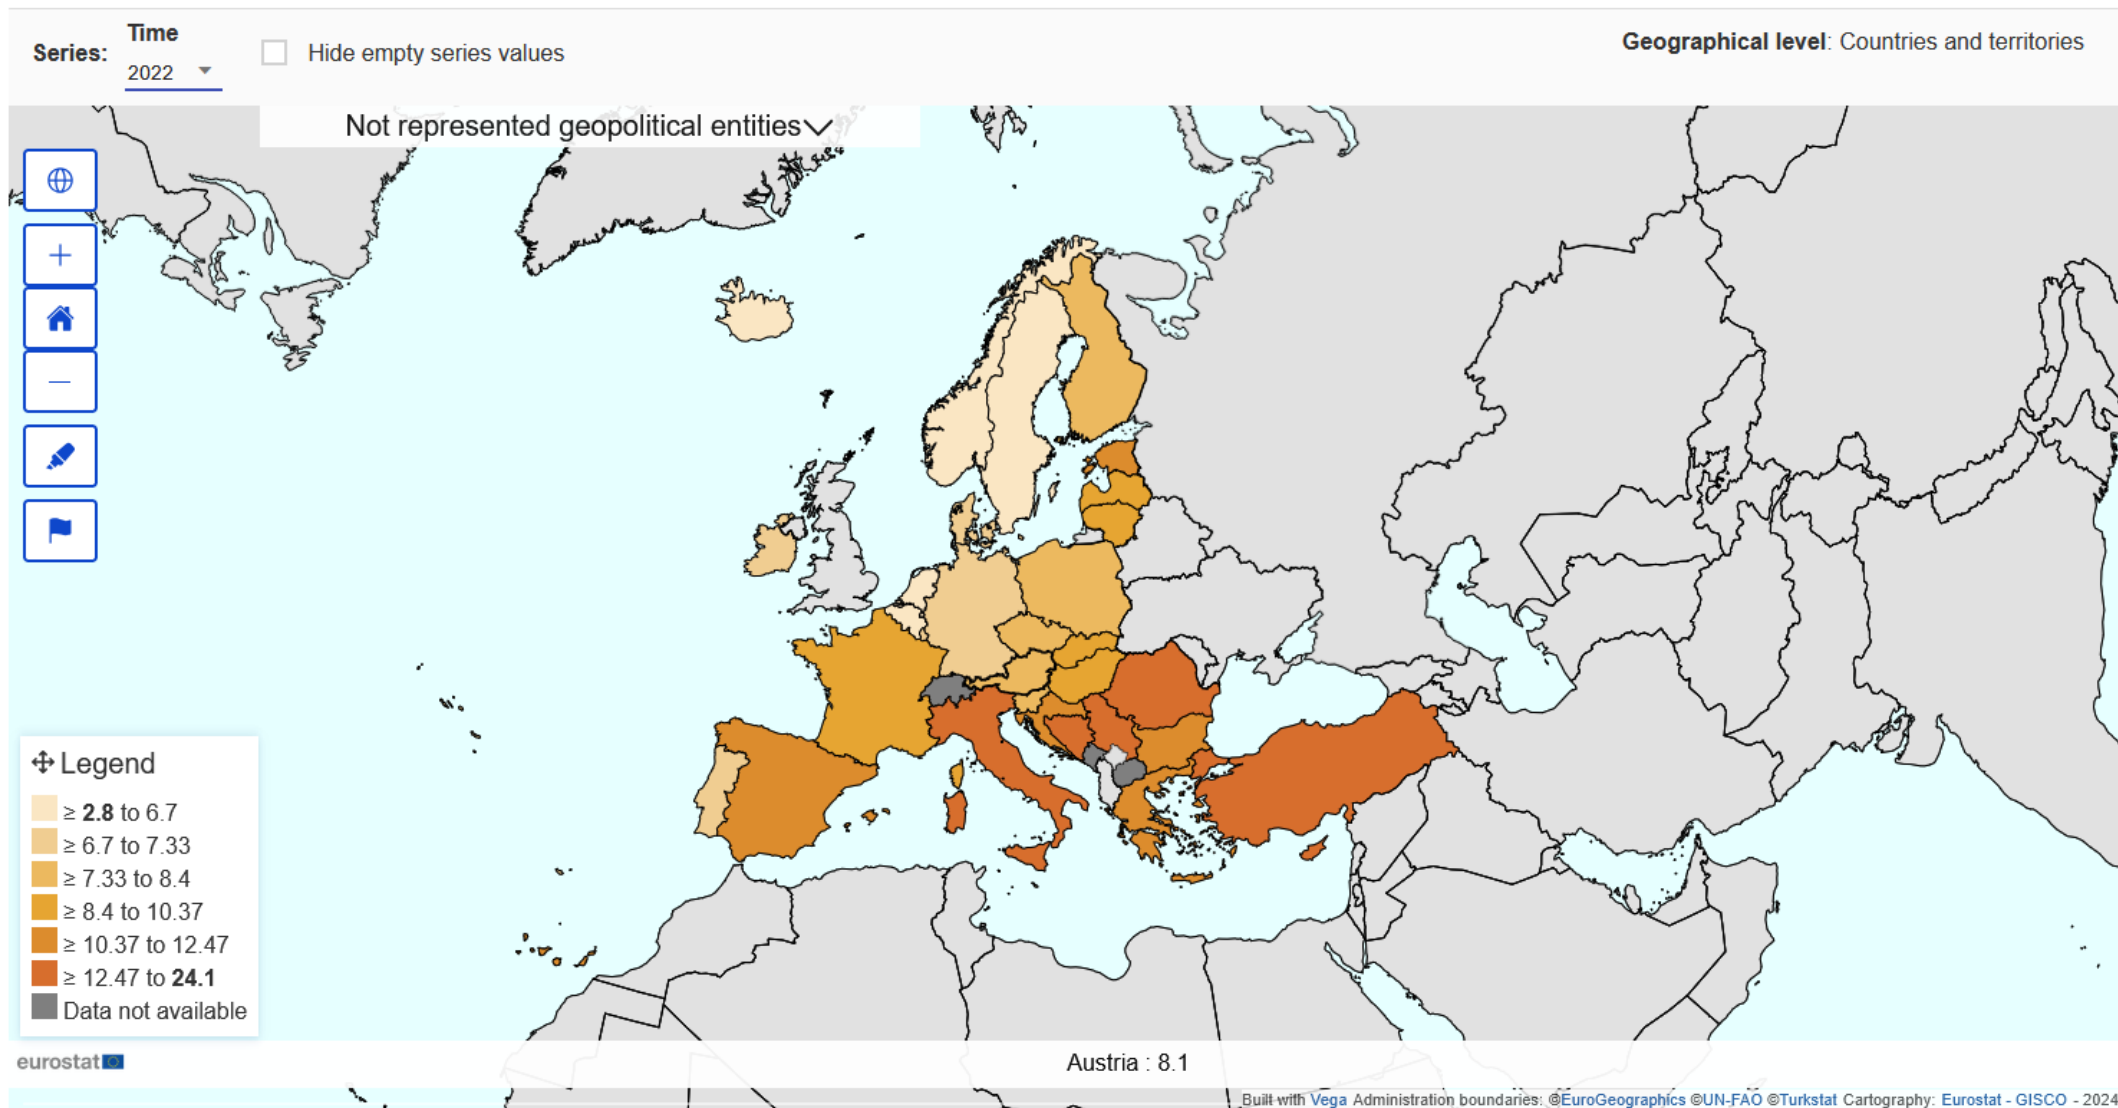 Series:
Time
2022
Hide empty series values
Geographical level: Countries and territories
Not represented geopolitical entities
Legend
≥ 2.8 to 6.7
≥ 6.7 to 7.33
≥ 7.33 to 8.4
≥ 8.4 to 10.37
≥ 10.37 to 12.47
≥ 12.47 to 24.1
Data not available
eurostat
Austria : 8.1
Built with Vega Administration boundaries: ©EuroGeographics ©UN-FAO ©Turkstat Cartography: Eurostat - GISCO - 2024